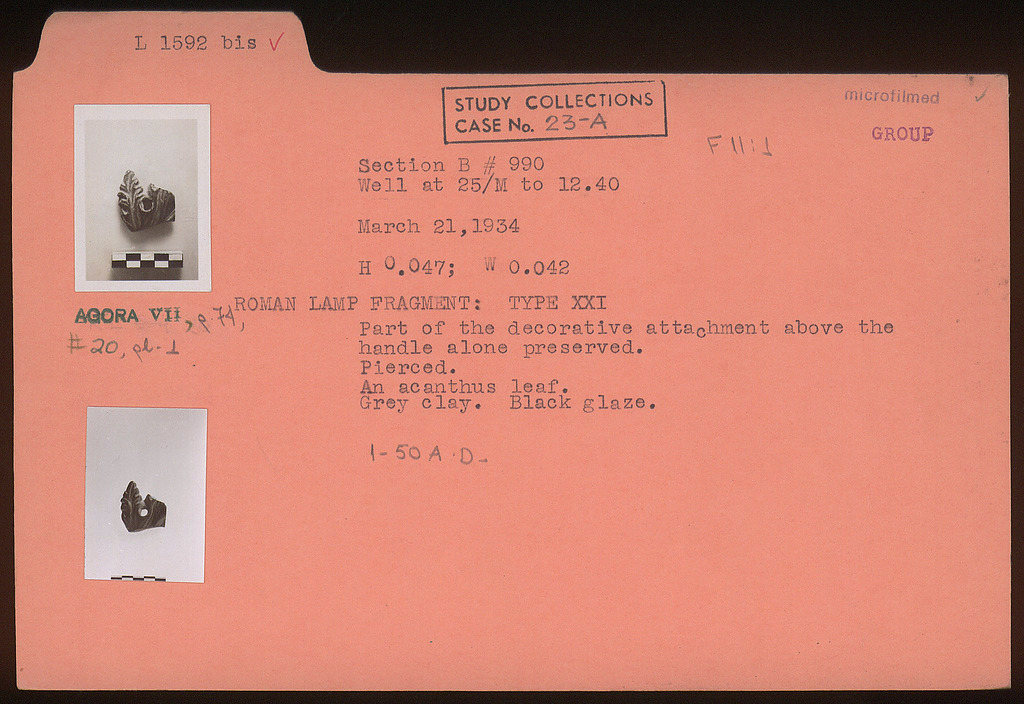 L 1592 bis ✓
STUDY COLLECTIONS
CASE No. 23-A
microfilmed ✓
GROUP
F 11:1
Section B # 990
Well at 25/M to 12.40
March 21,1934
H 0.047; W 0.042
ROMAN LAMP FRAGMENT: TYPE XXI
AGORA VII, p. 74,
#20, pl. 1
Part of the decorative attachment above the
handle alone preserved.
Pierced.
An acanthus leaf.
Grey clay. Black glaze.
1-50 A.D.